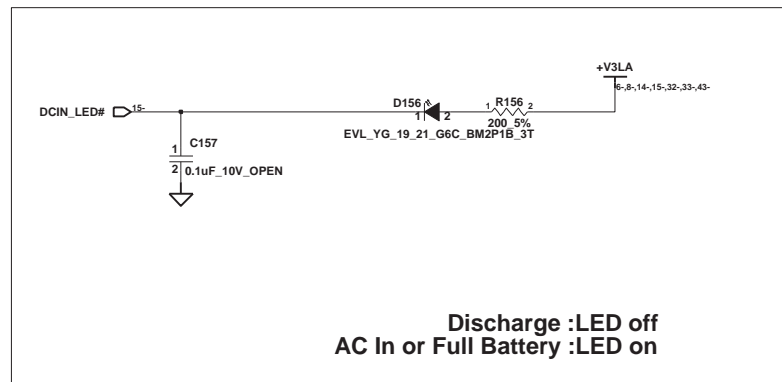 +V3LA
6-,8-,14-,15-,32-,33-,43-
DCIN_LED# 15-
D156
1 2
EVL_YG_19_21_G6C_BM2P1B_3T
R156
1 2
200_5%
C157
1
2
0.1uF_10V_OPEN
Discharge :LED off
AC In or Full Battery :LED on